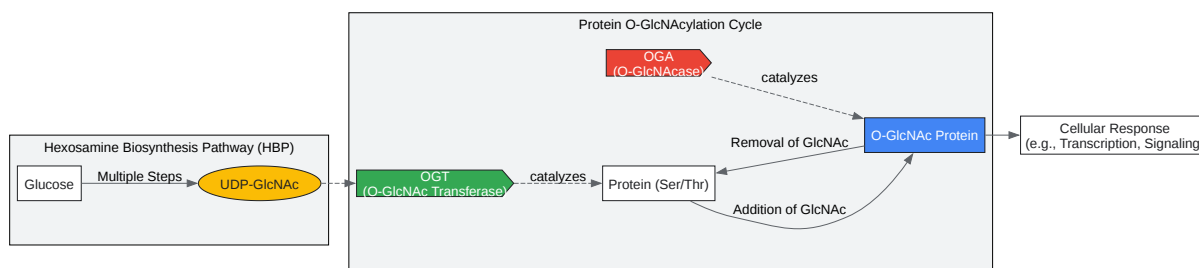 Protein O-GlcNAcylation Cycle
OGA
(O-GlcNAcase)
catalyzes
Hexosamine Biosynthesis Pathway (HBP)
Glucose
Multiple Steps
UDP-GlcNAc
OGT
(O-GlcNAc Transferase)
catalyzes
Protein (Ser/Thr)
Removal of GlcNAc
Addition of GlcNAc
O-GlcNAc Protein
Cellular Response
(e.g., Transcription, Signaling